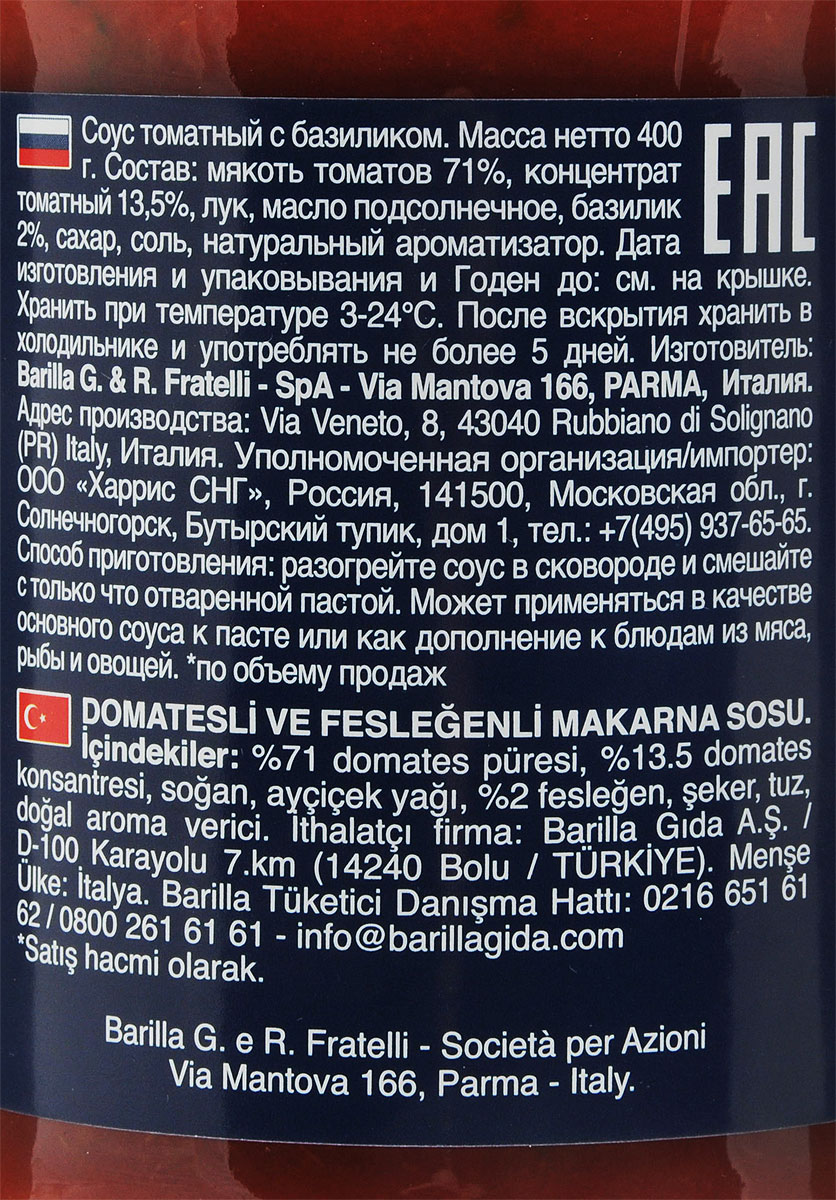 Соус томатный с базиликом. Масса нетто 400
г. Состав: мякоть томатов 71%, концентрат
томатный 13,5%, лук, масло подсолнечное, базилик
2%, сахар, соль, натуральный ароматизатор. Дата
EAC
изготовления и упаковывания и Годен до: см. на крышке.
Хранить при температуре 3-24°C. После вскрытия хранить в
холодильнике и употреблять не более 5 дней. Изготовитель:
Barilla G. & R. Fratelli - SpA - Via Mantova 166, PARMA, Италия.
Адрес производства: Via Veneto, 8, 43040 Rubbiano di Solignano
(PR) Italy, Италия. Уполномоченная организация/импортер:
ООО «Харрис СНГ», Россия, 141500, Московская обл., г.
Солнечногорск, Бутырский тупик, дом 1, тел.: +7(495) 937-65-65.
Способ приготовления: разогрейте соус в сковороде и смешайте
с только что отваренной пастой. Может применяться в качестве
основного соуса к пасте или как дополнение к блюдам из мяса,
рыбы и овощей. *по объему продаж
DOMATESLİ VE FESLEĞENLİ MAKARNA SOSU.
İçindekiler: %71 domates püresi, %13.5 domates
konsantresi, soğan, ayçiçek yağı, %2 fesleğen, şeker, tuz,
doğal aroma verici. İthalatçı firma: Barilla Gıda A.Ş. /
D-100 Karayolu 7.km (14240 Bolu / TÜRKİYE). Menşe
Ülke: İtalya. Barilla Tüketici Danışma Hattı: 0216 651 61
62 / 0800 261 61 61 - info@barillagida.com
*Satış hacmi olarak.
Barilla G. e R. Fratelli - Società per Azioni
Via Mantova 166, Parma - Italy.